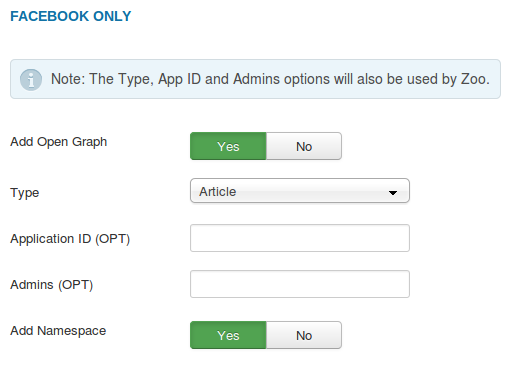 FACEBOOK ONLY
Note: The Type, App ID and Admins options will also be used by Zoo.
Add Open Graph Yes No
Type Article
Application ID (OPT)
Admins (OPT)
Add Namespace Yes No